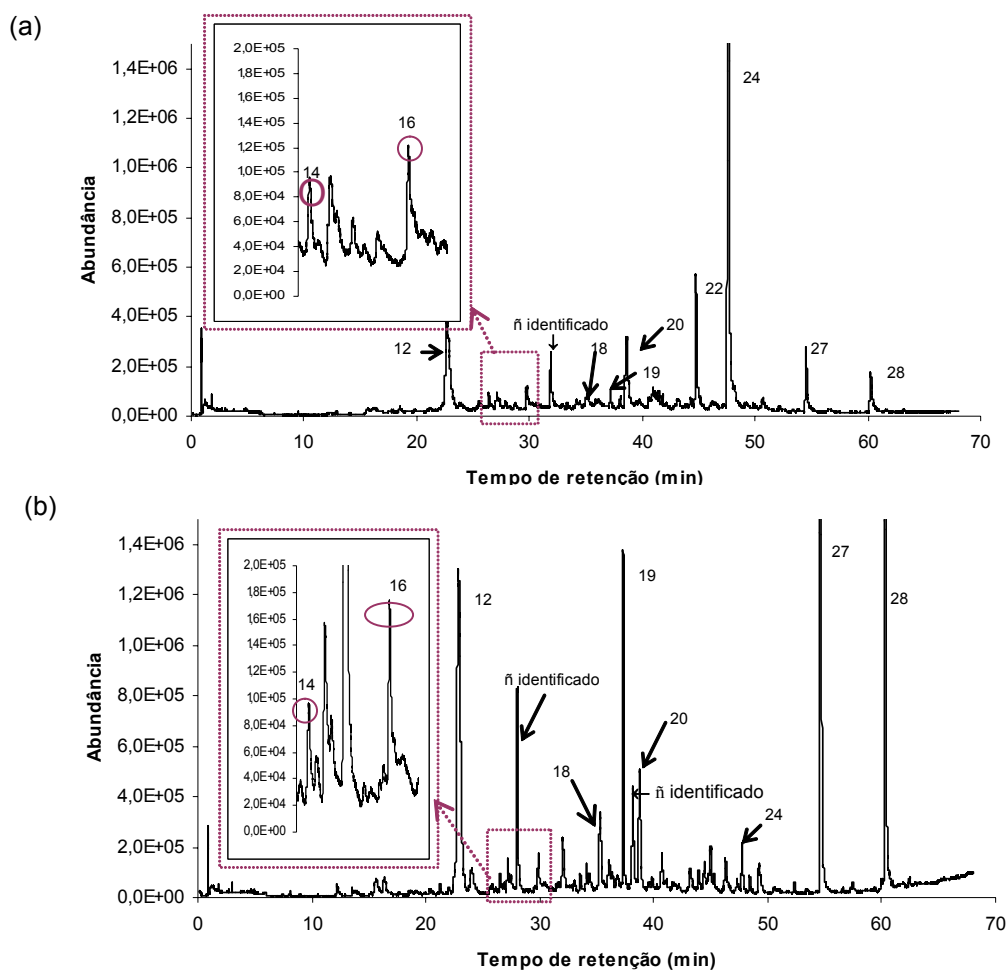 (a)
2,0E+05
1,8E+05
1,6E+05
1,4E+05
1,2E+05
1,0E+05
8,0E+04
6,0E+04
4,0E+04
2,0E+04
0,0E+00
14
16
1,4E+06
1,2E+06
1,0E+06
8,0E+05
6,0E+05
4,0E+05
2,0E+05
0,0E+00
Abundância
12
ñ identificado
18
19
20
22
24
27
28
0 10 20 30 40 50 60 70
Tempo de retenção (min)
(b)
2,0E+05
1,8E+05
1,6E+05
1,4E+05
1,2E+05
1,0E+05
8,0E+04
6,0E+04
4,0E+04
2,0E+04
0,0E+00
14
16
1,4E+06
1,2E+06
1,0E+06
8,0E+05
6,0E+05
4,0E+05
2,0E+05
0,0E+00
Abundância
12
ñ identificado
18
19
20
ñ identificado
24
27
28
0 10 20 30 40 50 60 70
Tempo de retenção (min)